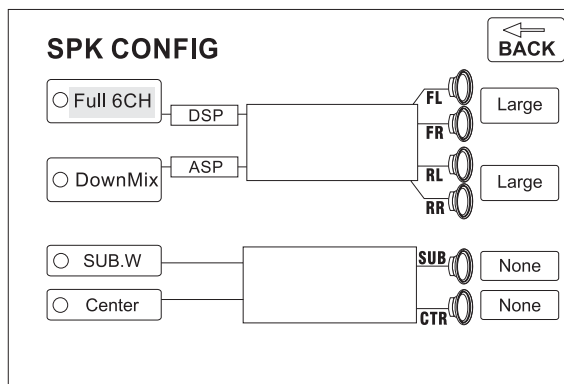 SPK CONFIG
BACK
Full 6CH
DSP
FL
FR
Large
DownMix
ASP
RL
RR
Large
SUB.W
SUB
None
Center
CTR
None